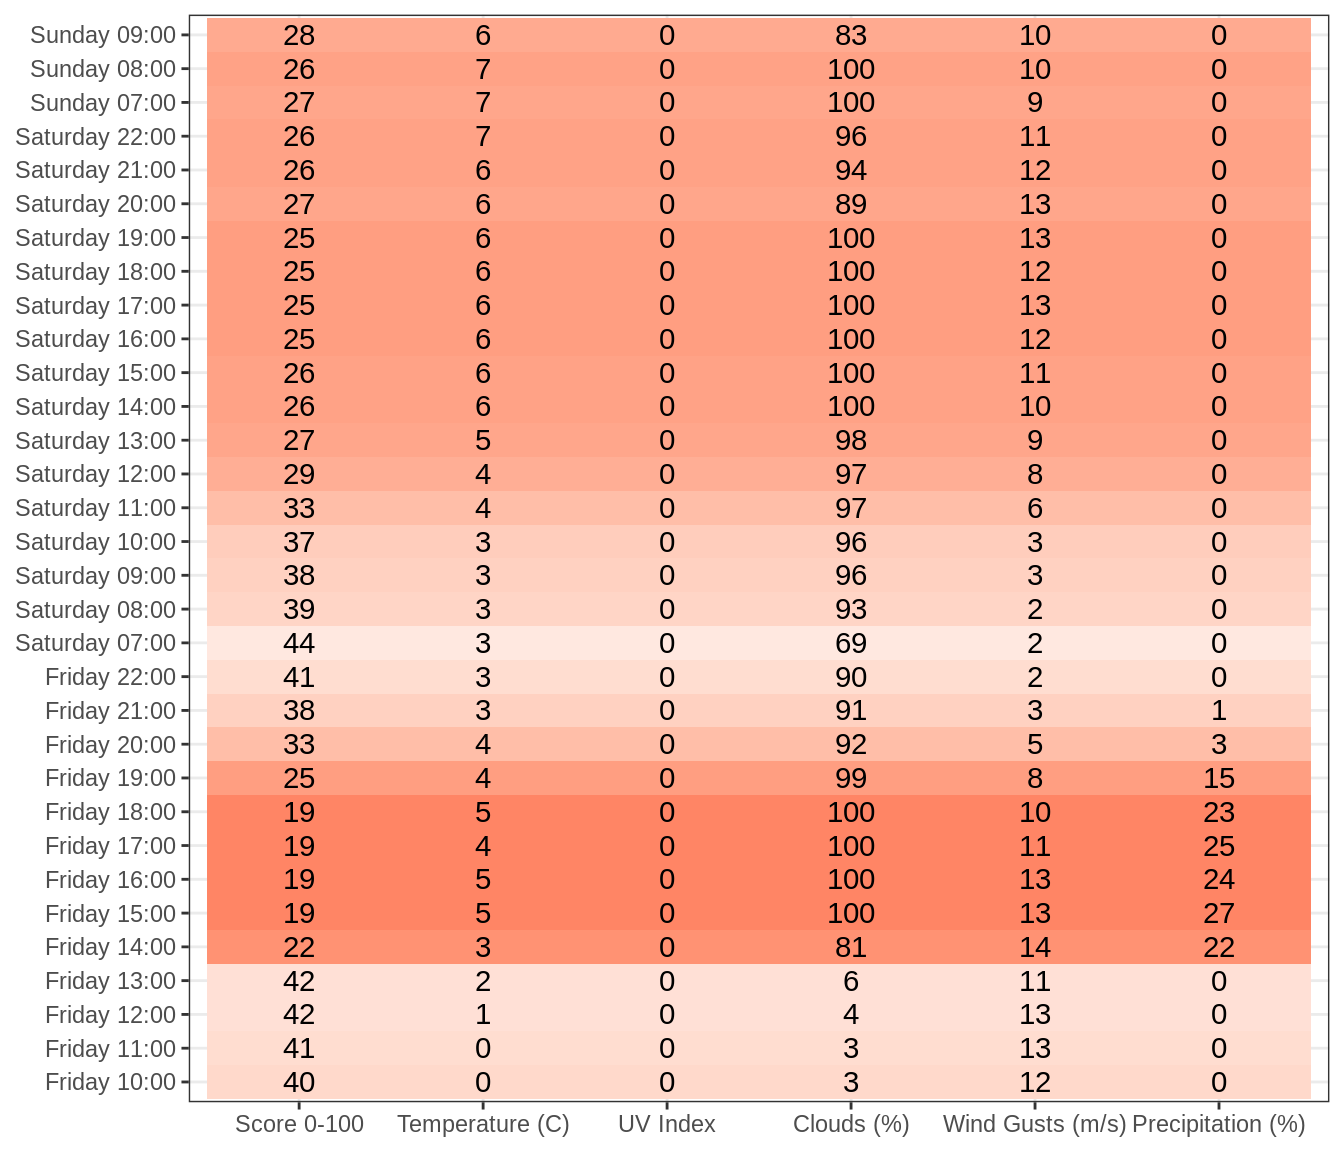 Sunday 09:00 28 6 0 83 10 0
Sunday 08:00 26 7 0 100 10 0
Sunday 07:00 27 7 0 100 9 0
Saturday 22:00 26 7 0 96 11 0
Saturday 21:00 26 6 0 94 12 0
Saturday 20:00 27 6 0 89 13 0
Saturday 19:00 25 6 0 100 13 0
Saturday 18:00 25 6 0 100 12 0
Saturday 17:00 25 6 0 100 13 0
Saturday 16:00 25 6 0 100 12 0
Saturday 15:00 26 6 0 100 11 0
Saturday 14:00 26 6 0 100 10 0
Saturday 13:00 27 5 0 98 9 0
Saturday 12:00 29 4 0 97 8 0
Saturday 11:00 33 4 0 97 6 0
Saturday 10:00 37 3 0 96 3 0
Saturday 09:00 38 3 0 96 3 0
Saturday 08:00 39 3 0 93 2 0
Saturday 07:00 44 3 0 69 2 0
Friday 22:00 41 3 0 90 2 0
Friday 21:00 38 3 0 91 3 1
Friday 20:00 33 4 0 92 5 3
Friday 19:00 25 4 0 99 8 15
Friday 18:00 19 5 0 100 10 23
Friday 17:00 19 4 0 100 11 25
Friday 16:00 19 5 0 100 13 24
Friday 15:00 19 5 0 100 13 27
Friday 14:00 22 3 0 81 14 22
Friday 13:00 42 2 0 6 11 0
Friday 12:00 42 1 0 4 13 0
Friday 11:00 41 0 0 3 13 0
Friday 10:00 40 0 0 3 12 0
Score 0-100 Temperature (C) UV Index Clouds (%) Wind Gusts (m/s) Precipitation (%)